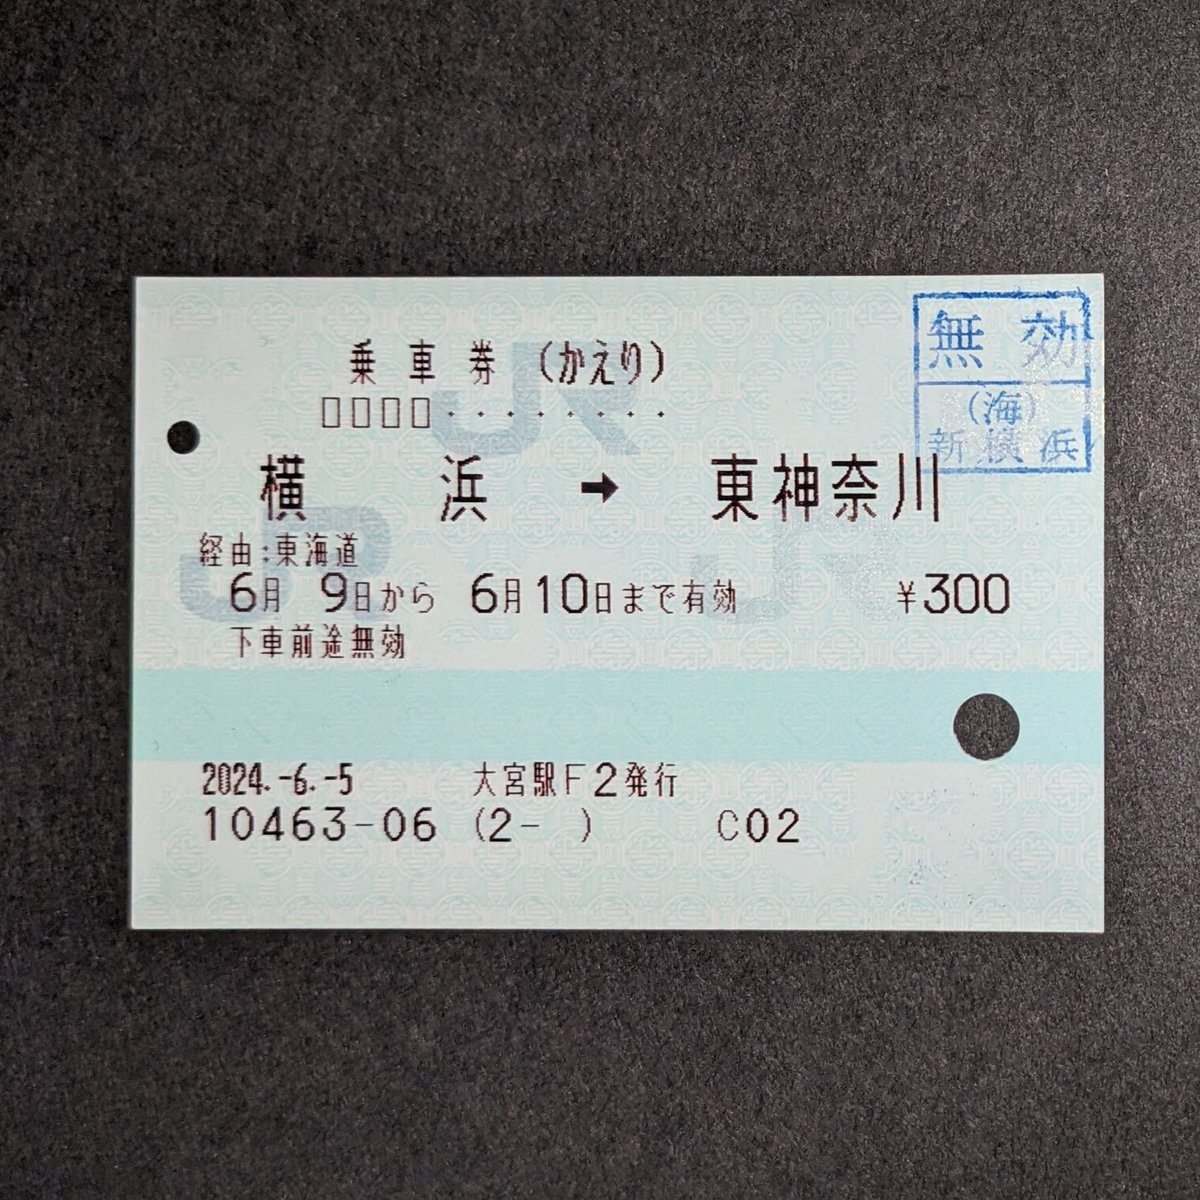 乗車券 (かえり)
無効
(海)
新横浜
□□□□・・・・・・・・
横浜 → 東神奈川
経由:東海道
6月 9日から 6月10日まで有効 ¥300
下車前途無効
2024.-6.-5 大宮駅F2発行
10463-06 (2- ) C02
JR
JR
JR